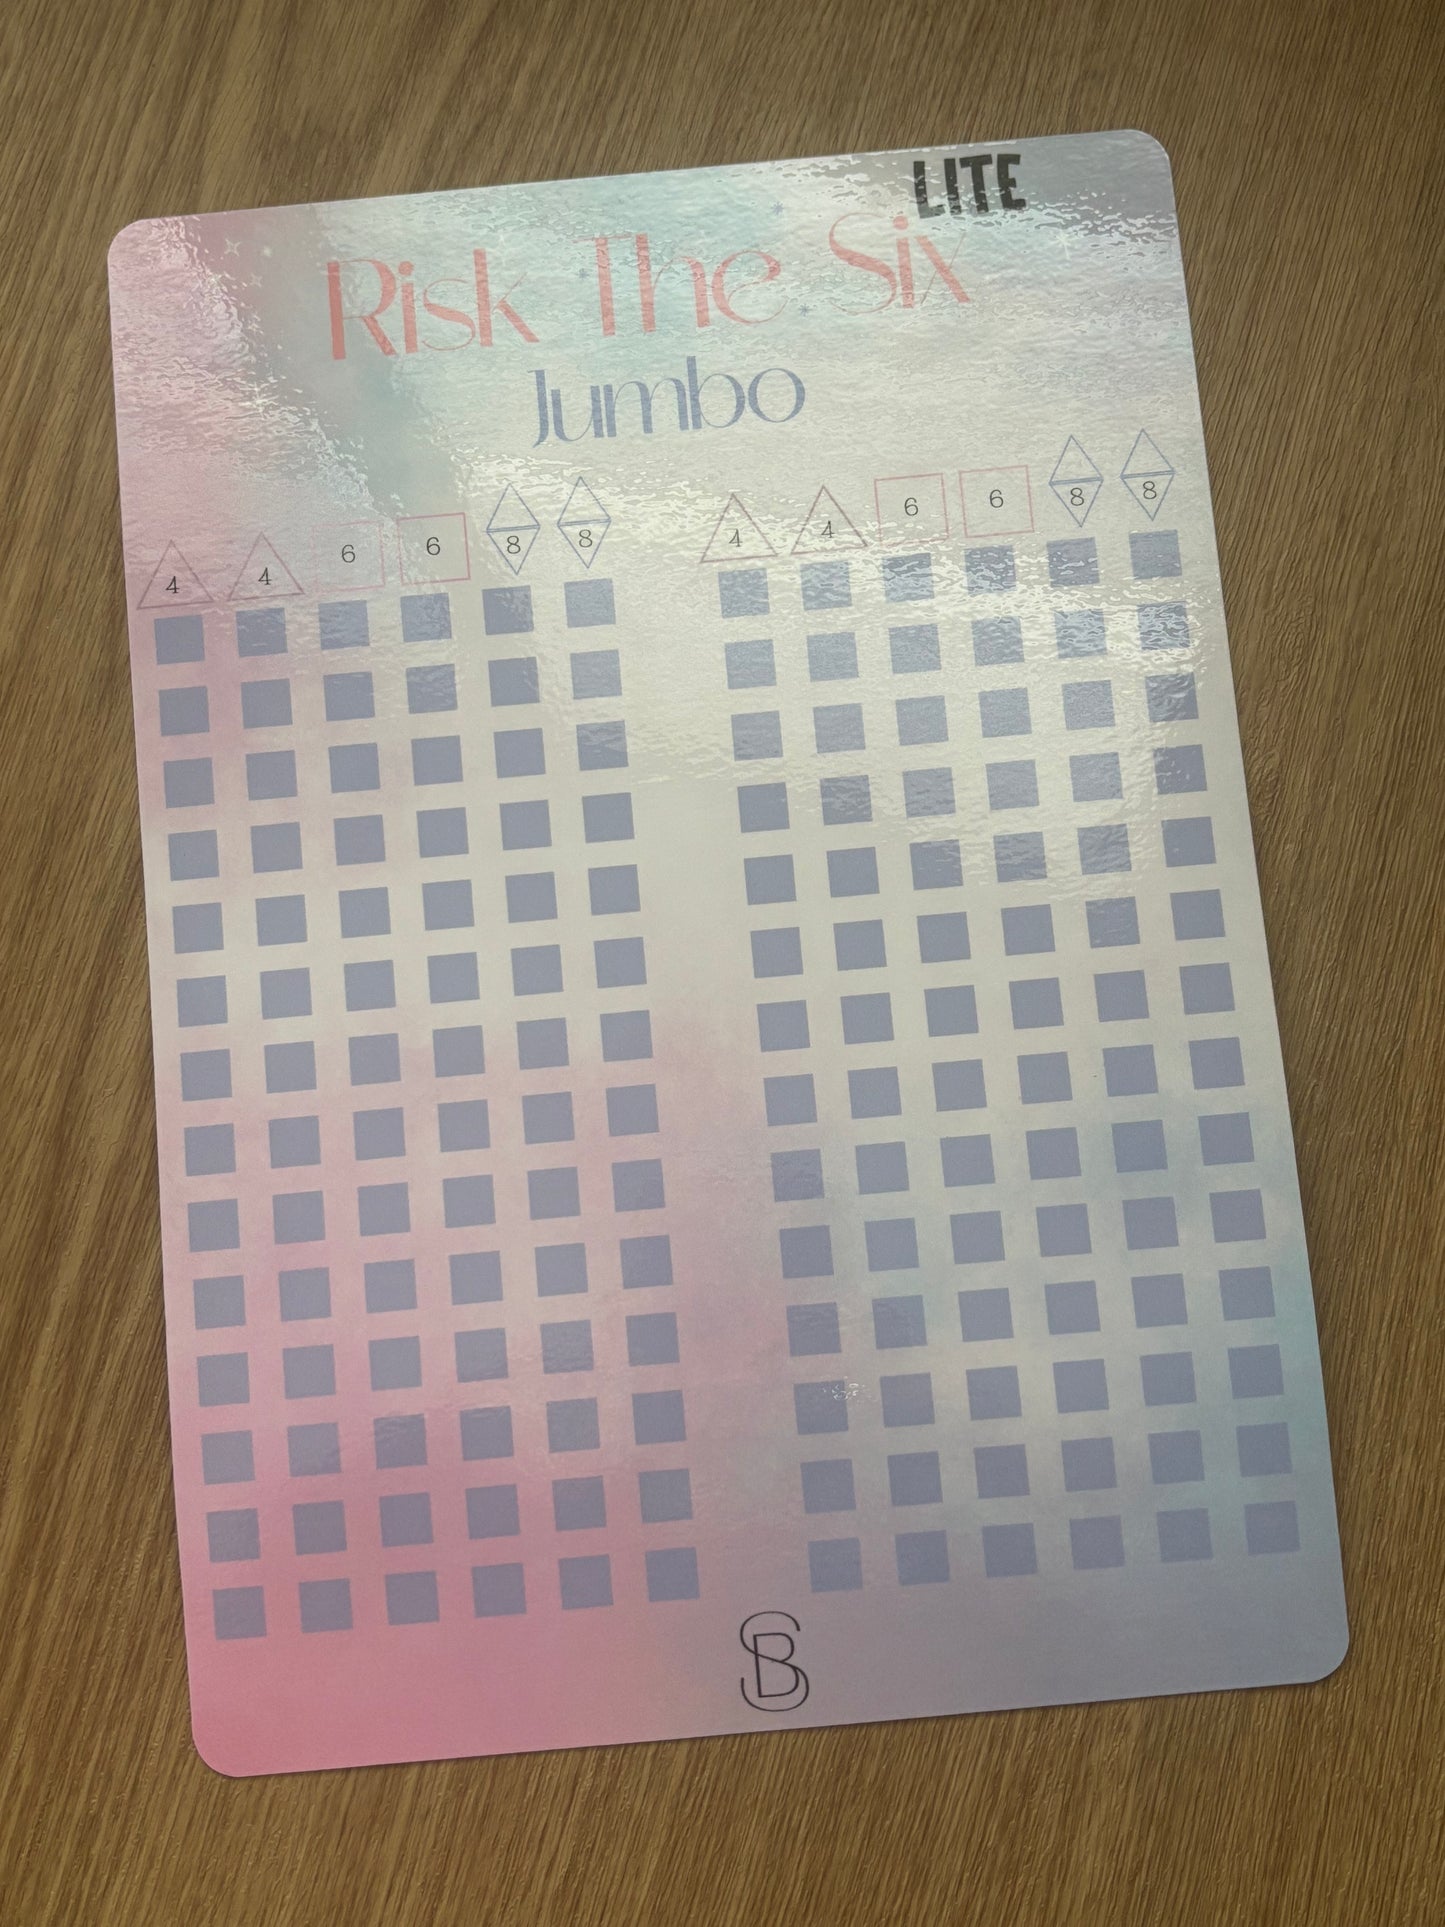 LITE
Risk The Six
Jumbo
4 4 6 6 8 8 4 4 6 6 8 8
SB